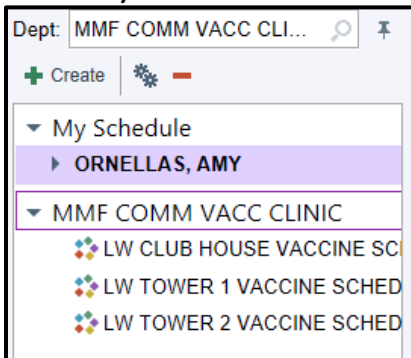 Dept: MMF COMM VACC CLI...
Create
My Schedule
ORNELLAS, AMY
MMF COMM VACC CLINIC
LW CLUB HOUSE VACCINE SC
LW TOWER 1 VACCINE SCHED
LW TOWER 2 VACCINE SCHED